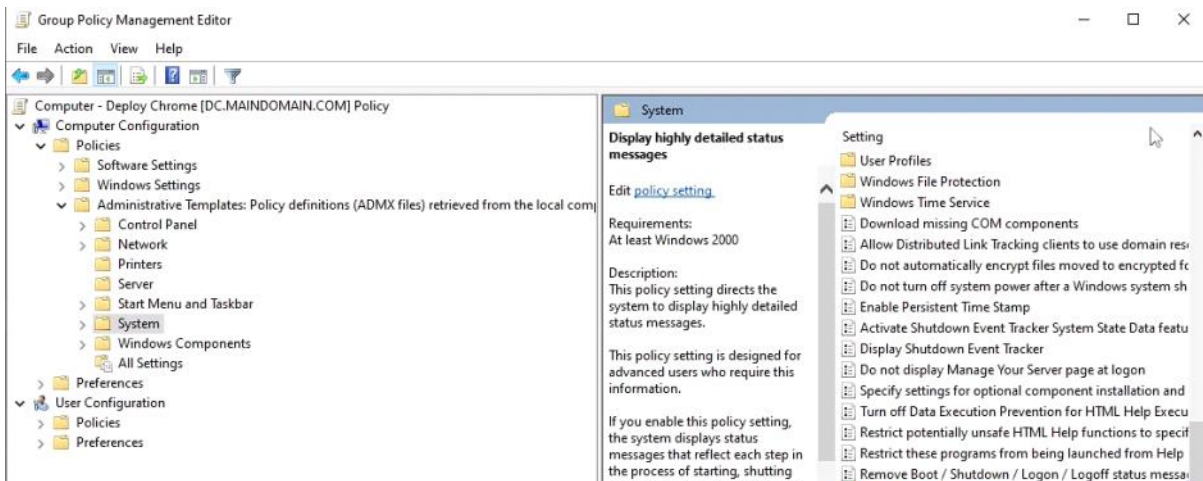 Group Policy Management Editor
File Action View Help
Computer - Deploy Chrome [DC.MAINDOMAIN.COM] Policy
Computer Configuration
Policies
Software Settings
Windows Settings
Administrative Templates: Policy definitions (ADMX files) retrieved from the local
Control Panel
Network
Printers
Server
Start Menu and Taskbar
System
Windows Components
All Settings
Preferences
User Configuration
Policies
Preferences
System
Display highly detailed status
messages
Edit policy setting
Requirements:
At least Windows 2000
Description:
This policy setting directs the
system to display highly detailed
status messages.
This policy setting is designed for
advanced users who require this
information.
If you enable this policy setting,
the system displays status
messages that reflect each step in
the process of starting, shutting
Setting
User Profiles
Windows File Protection
Windows Time Service
Download missing COM components
Allow Distributed Link Tracking clients to use domain
Do not automatically encrypt files moved to encrypted
Do not turn off system power after a Windows system
Enable Persistent Time Stamp
Activate Shutdown Event Tracker System State Data
Display Shutdown Event Tracker
Do not display Manage Your Server page at logon
Specify settings for optional component installation and
Turn off Data Execution Prevention for HTML Help
Restrict potentially unsafe HTML Help functions to
Restrict these programs from being launched from Help
Remove Boot / Shutdown / Logon / Logoff status